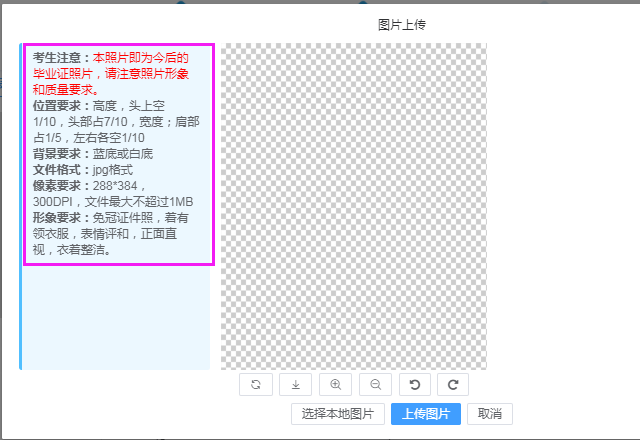 图片上传
考生注意：本照片即为今后的
毕业证照片，请注意照片形象
和质量要求。
位置要求：高度，头上空
1/10，头部占7/10，宽度；肩部
占1/5，左右各空1/10
背景要求：蓝底或白底
文件格式：jpg格式
像素要求：288*384，
300DPI，文件最大不超过1MB
形象要求：免冠证件照，着有
领衣服，表情评和，正面直
视，衣着整洁。
选择本地图片 上传图片 取消